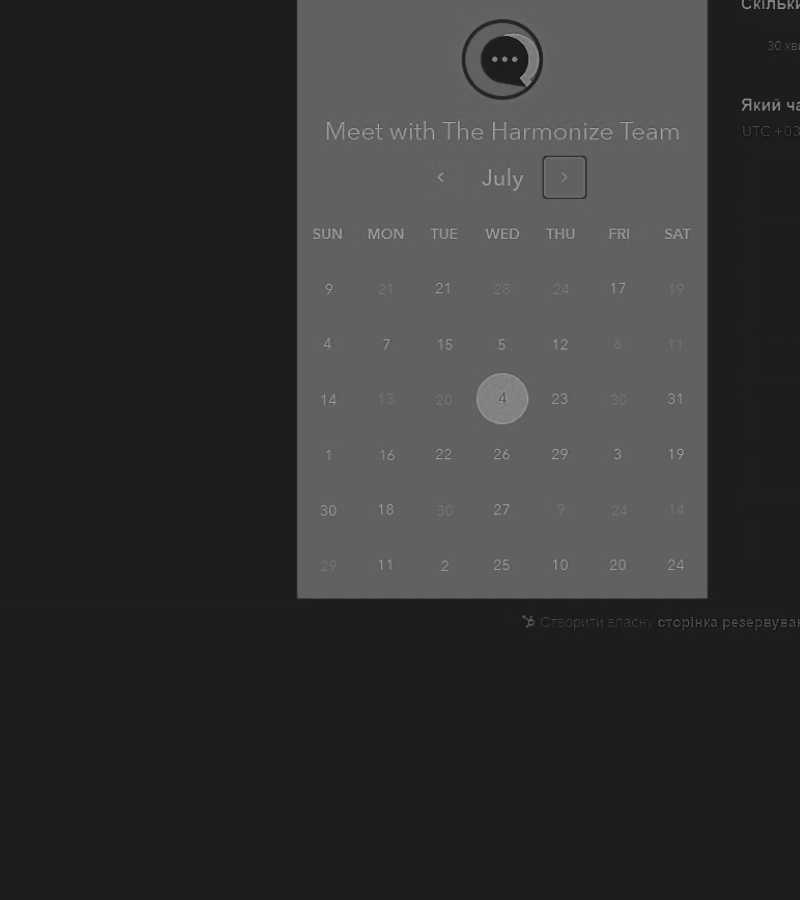 Скільки
30 хв
Meet with The Harmonize Team
Який ча
UTC +03
July
SUN MON TUE WED THU FRI SAT
9 21 21 28 24 17 19
4 7 15 5 12 6 11
14 13 20 4 23 30 31
1 16 22 26 29 3 19
30 18 30 27 9 24 14
29 11 2 25 10 20 24
Створити власну сторінка резервува